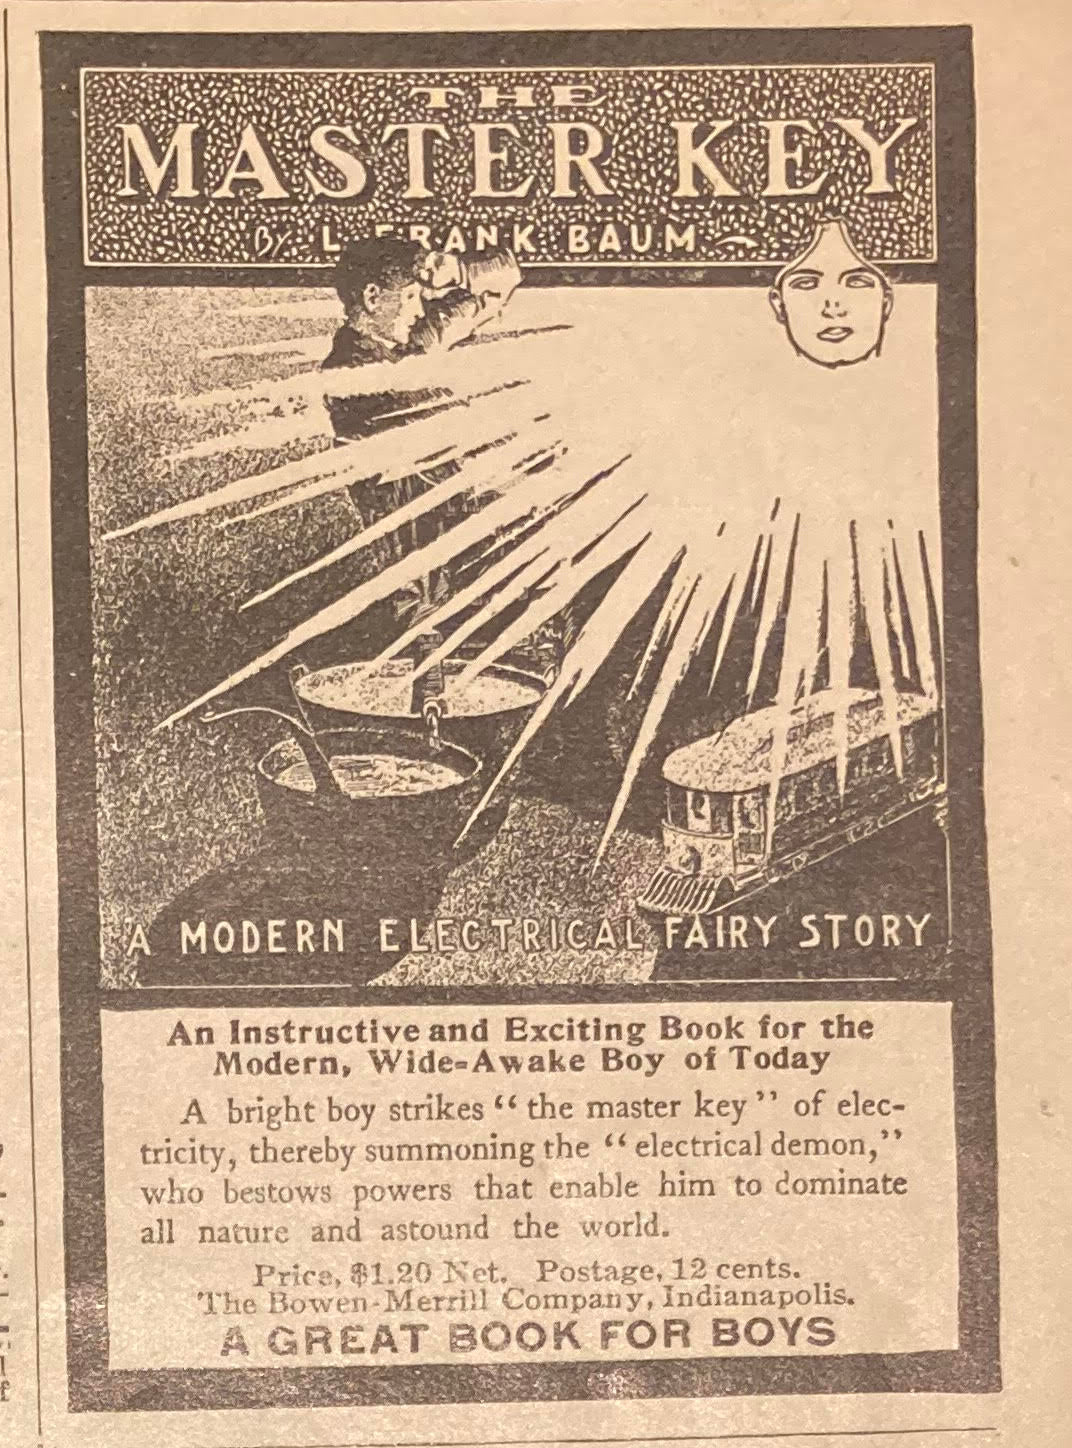 THE
MASTER KEY
By L. FRANK BAUM
A MODERN ELECTRICAL FAIRY STORY
An Instructive and Exciting Book for the
Modern, Wide-Awake Boy of Today
A bright boy strikes “the master key” of elec-
tricity, thereby summoning the “electrical demon,”
who bestows powers that enable him to dominate
all nature and astound the world.
Price, $1.20 Net. Postage, 12 cents.
The Bowen-Merrill Company, Indianapolis.
A GREAT BOOK FOR BOYS